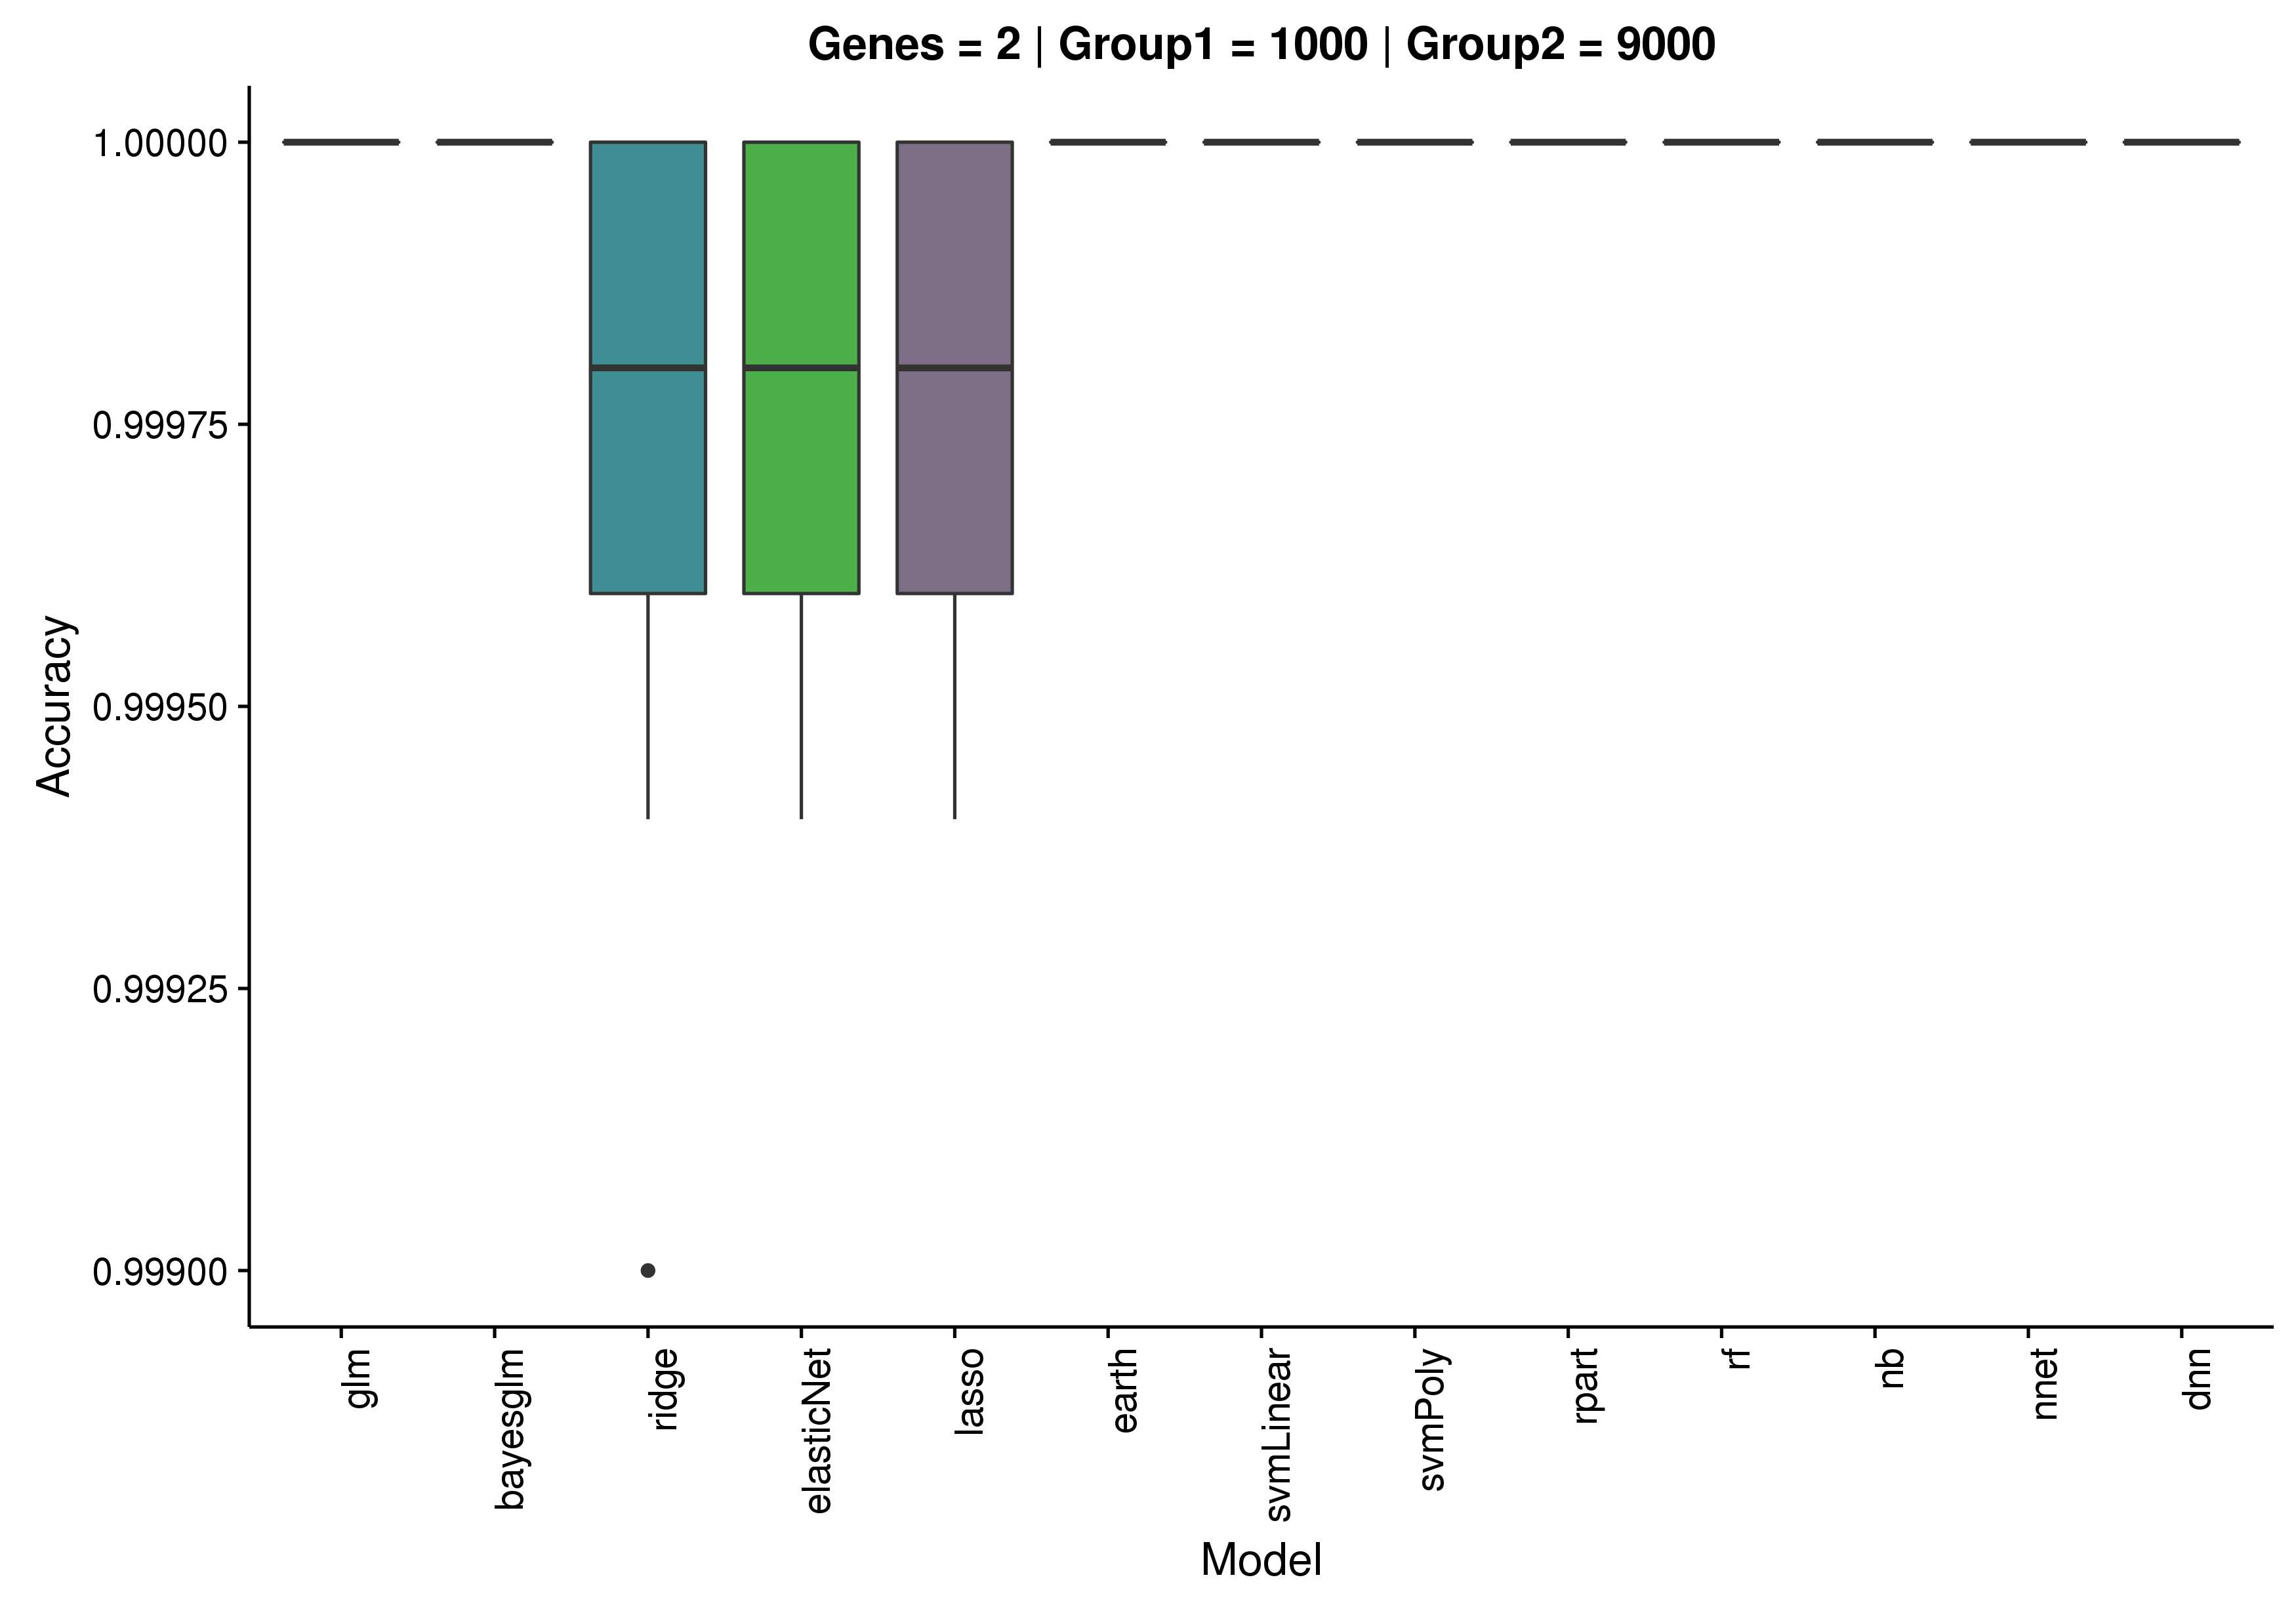 Genes = 2 | Group1 = 1000 | Group2 = 9000
Accuracy
1.00000
0.99975
0.99950
0.99925
0.99900
glm
bayesglm
ridge
elasticNet
lasso
earth
svmLinear
svmPoly
rpart
rf
nb
nnet
dnn
Model